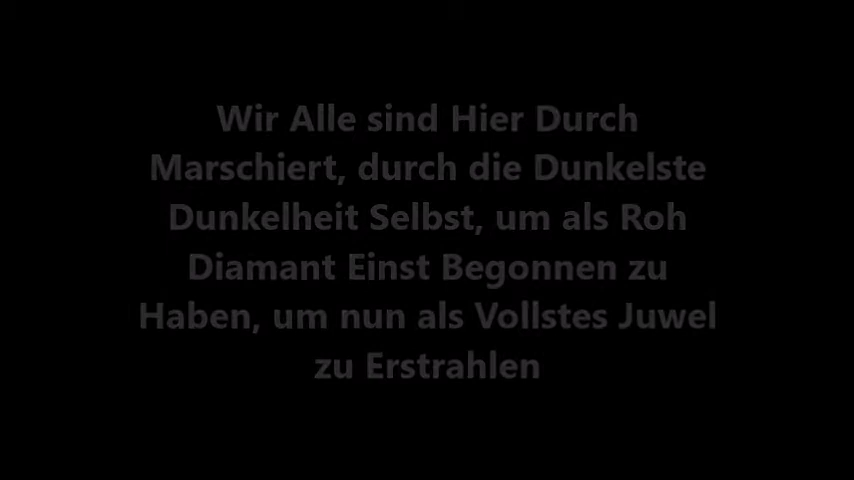 Wir Alle sind Hier Durch
Marschiert, durch die Dunkelste
Dunkelheit Selbst, um als Roh
Diamant Einst Begonnen zu
Haben, um nun als Vollstes Juwel
zu Erstrahlen